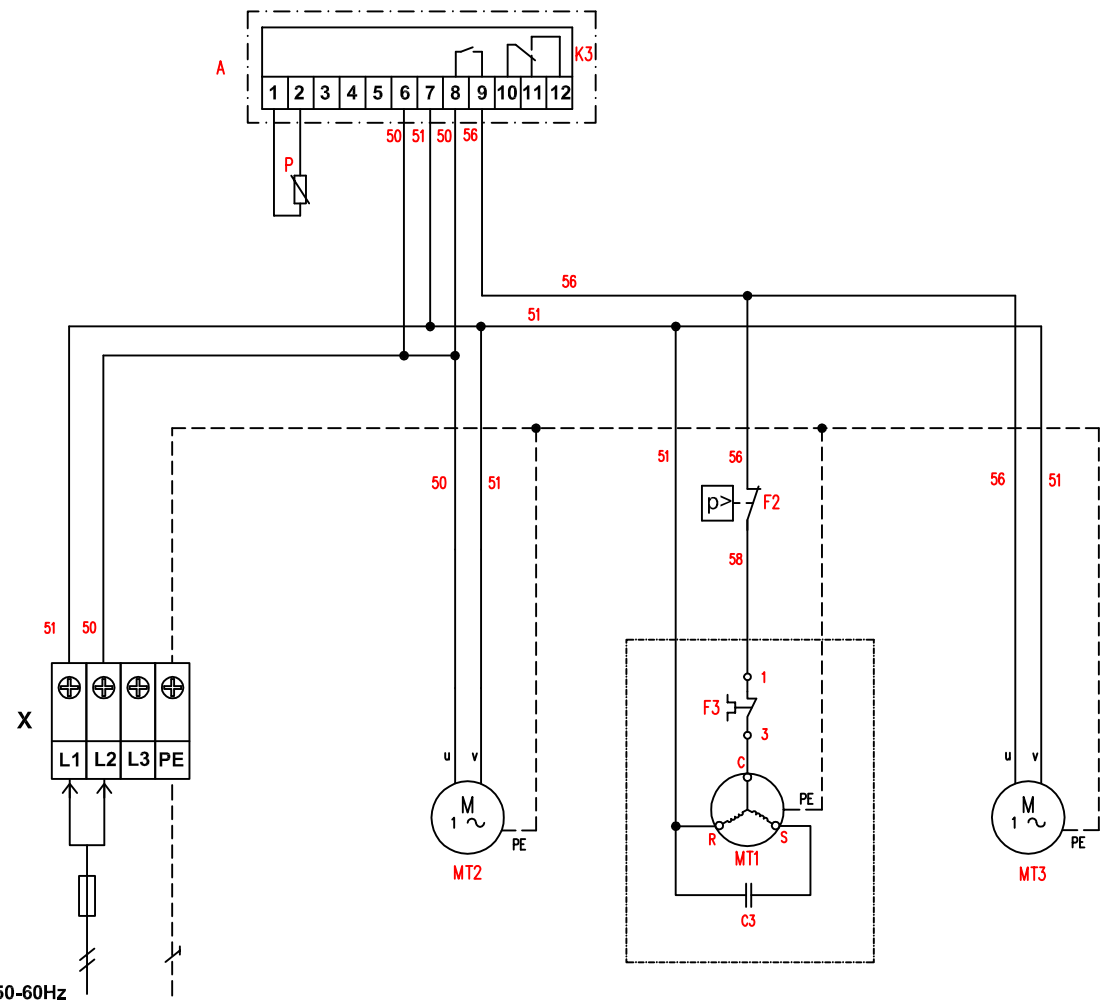 A
K3
1 2 3 4 5 6 7 8 9 10 11 12
50 51 50 56
P
56
51
51 56
50 51
56 51
p> F2
58
51 50
1
X
F3
3
L1 L2 L3 PE
u v
C
u v
M
1
PE
MT2
PE
R S
MT1
C3
M
1
PE
MT3
50-60Hz